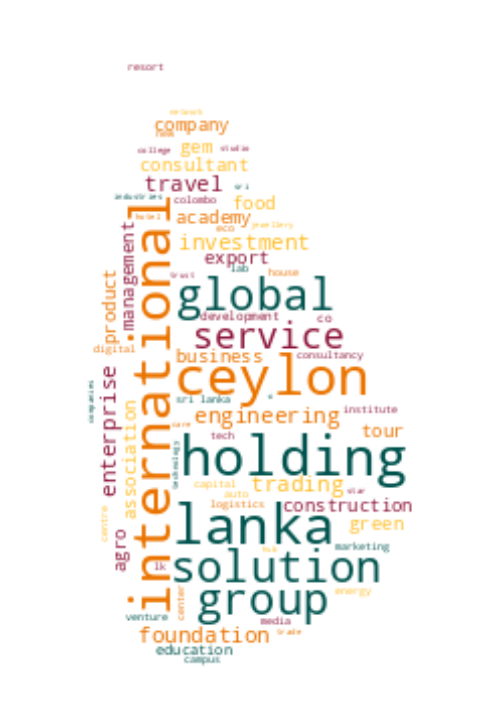 resort
network
company
new
college
gem
studio
consultant
travel
sri
industries
colombo
food
hotel
academy
eco
jewellery
international
management
investment
export
trust
lab
house
product
global
development
co
service
digital
business
consultancy
ceylon
enterprise
companies
sri lanka
association
engineering
institute
care
tour
tech
technology
holding
capital
trading
auto
star
logistics
construction
centre
lanka
green
agro
hub
marketing
lk
solution
center
group
energy
venture
media
foundation
trade
education
campus